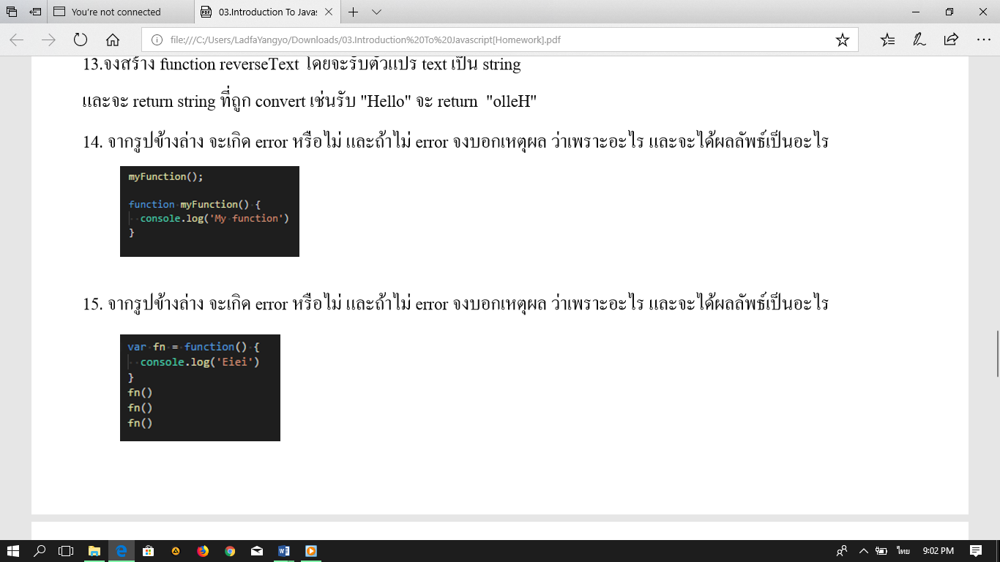 You're not connected
03.Introduction To Javas
file:///C:/Users/LadfaYangyo/Downloads/03.Introduction%20To%20Javascript[Homework].pdf
13.จงสร้าง function reverseText โดยจะรับตัวแปร text เป็น string
และจะ return string ที่ถูก convert เช่นรับ "Hello" จะ return "olleH"
14. จากรูปข้างล่าง จะเกิด error หรือไม่ และถ้าไม่ error จงบอกเหตุผล ว่าเพราะอะไร และจะได้ผลลัพธ์เป็นอะไร
myFunction();
function myFunction() {
console.log('My function')
}
15. จากรูปข้างล่าง จะเกิด error หรือไม่ และถ้าไม่ error จงบอกเหตุผล ว่าเพราะอะไร และจะได้ผลลัพธ์เป็นอะไร
var fn = function() {
console.log('Eiei')
}
fn()
fn()
fn()
ไทย
9:02 PM